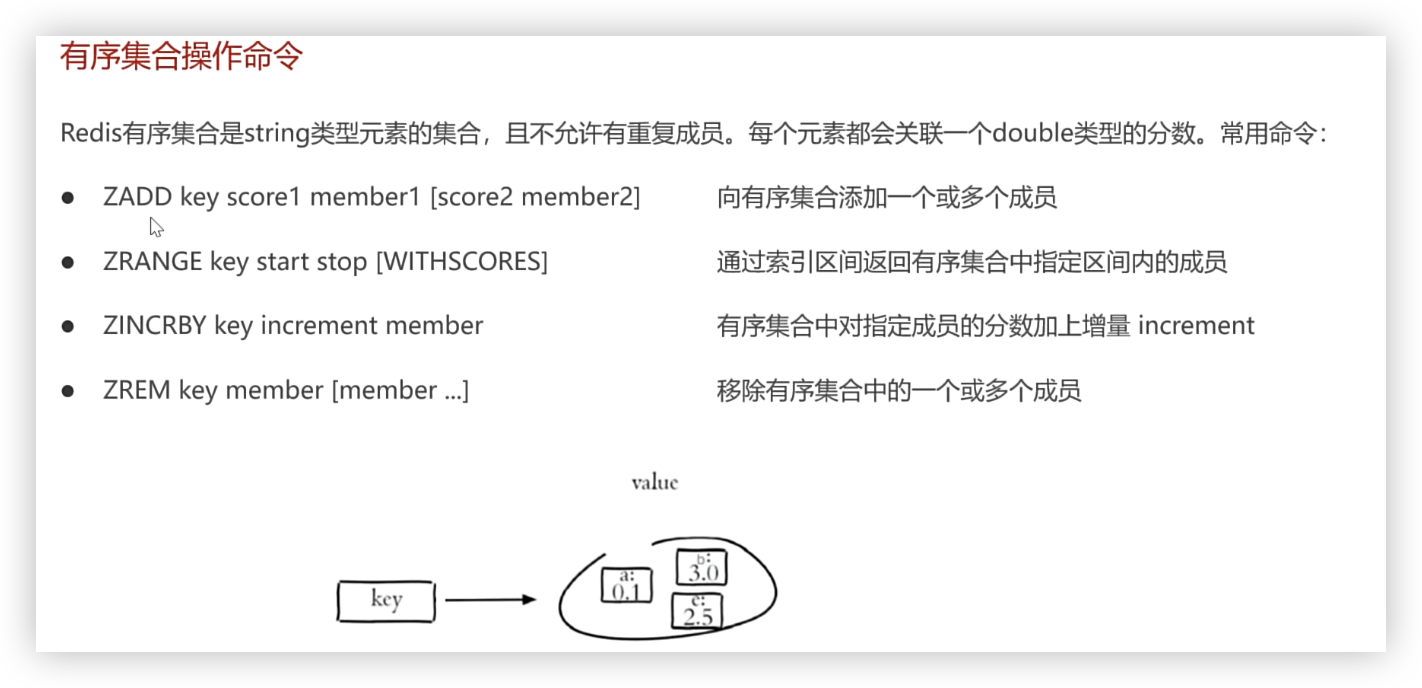 有序集合操作命令
Redis有序集合是string类型元素的集合，且不允许有重复成员。每个元素都会关联一个double类型的分数。常用命令：
● ZADD key score1 member1 [score2 member2] 向有序集合添加一个或多个成员
● ZRANGE key start stop [WITHSCORES] 通过索引区间返回有序集合中指定区间内的成员
● ZINCRBY key increment member 有序集合中对指定成员的分数加上增量 increment
● ZREM key member [member ...] 移除有序集合中的一个或多个成员
value
key
a:
0.1
b:
3.0
c:
2.5